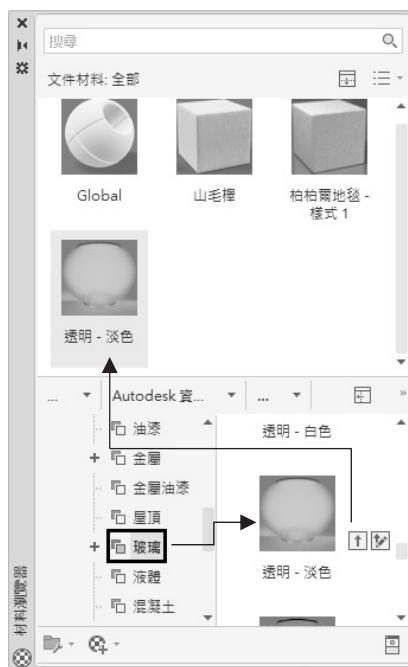 搜尋
文件材料: 全部
Global
山毛櫸
柏柏爾地毯 -
樣式 1
透明 - 淡色
...
Autodesk 資...
...
»
油漆
金屬
金屬油漆
屋頂
玻璃
液體
混凝土
透明 - 白色
透明 - 淡色
材料瀏覽器